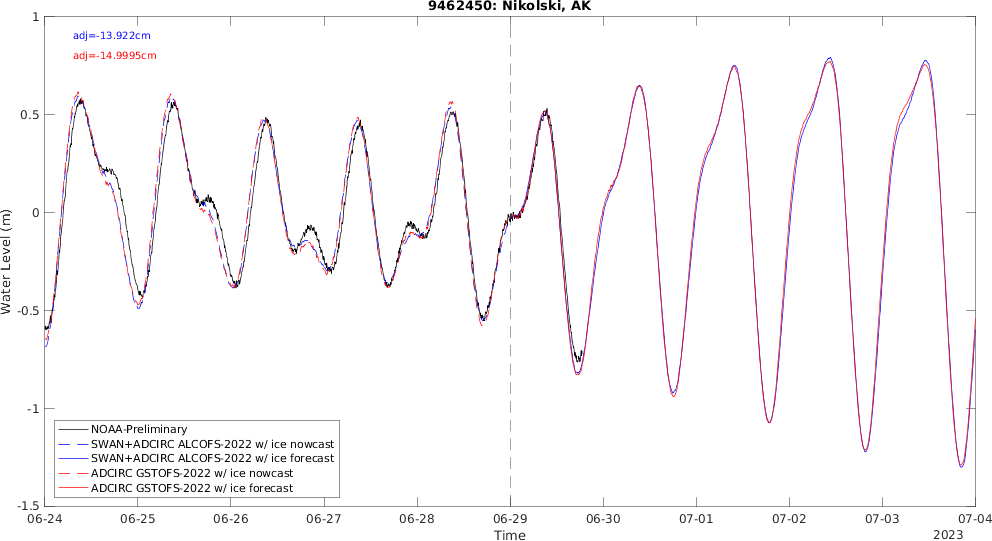 9462450: Nikolski, AK
adj=-13.922cm
adj=-14.9995cm
1
0.5
0
-0.5
-1
-1.5
Water Level (m)
NOAA-Preliminary
SWAN+ADCIRC ALCOFS-2022 w/ ice nowcast
SWAN+ADCIRC ALCOFS-2022 w/ ice forecast
ADCIRC GSTOFS-2022 w/ ice nowcast
ADCIRC GSTOFS-2022 w/ ice forecast
06-24 06-25 06-26 06-27 06-28 06-29 06-30 07-01 07-02 07-03 07-04
Time
2023